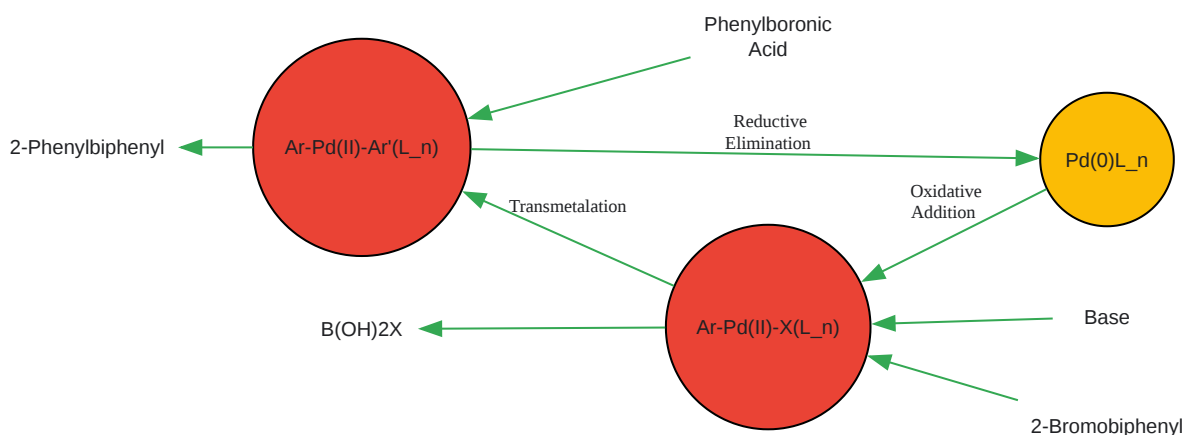 Phenylboronic
Acid
2-Phenylbiphenyl
Ar-Pd(II)-Ar'(L_n)
Reductive
Elimination
Pd(0)L_n
Transmetalation
Oxidative
Addition
B(OH)2X
Ar-Pd(II)-X(L_n)
Base
2-Bromobiphenyl